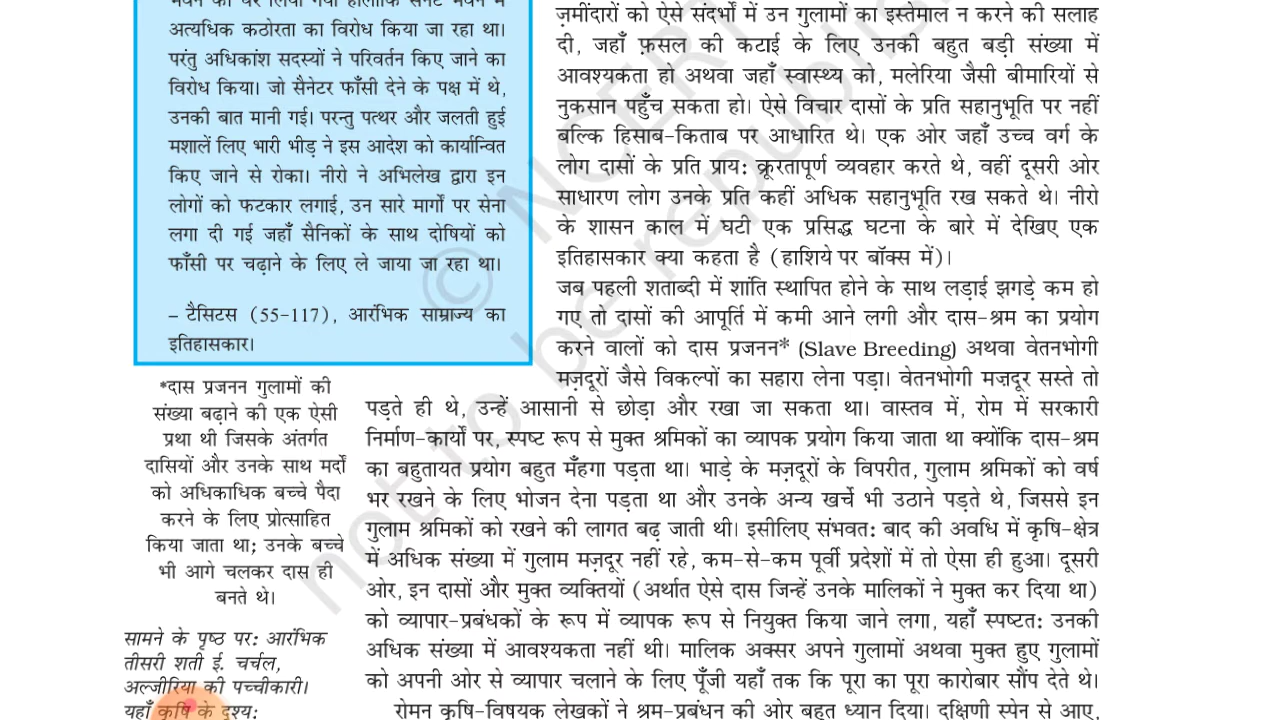 भवन को घेर लिया गया हालाँकि सेनेट भवन में
अत्यधिक कठोरता का विरोध किया जा रहा था।
परंतु अधिकांश सदस्यों ने परिवर्तन किए जाने का
विरोध किया। जो सैनेटर फाँसी देने के पक्ष में थे,
उनकी बात मानी गई। परन्तु पत्थर और जलती हुई
मशालें लिए भारी भीड़ ने इस आदेश को कार्यान्वित
किए जाने से रोका। नीरो ने अभिलेख द्वारा इन
लोगों को फटकार लगाई, उन सारे मार्गों पर सेना
लगा दी गई जहाँ सैनिकों के साथ दोषियों को
फाँसी पर चढ़ाने के लिए ले जाया जा रहा था।
– टैसिटस (55-117), आरंभिक साम्राज्य का
इतिहासकार।
*दास प्रजनन गुलामों की
संख्या बढ़ाने की एक ऐसी
प्रथा थी जिसके अंतर्गत
दासियों और उनके साथ मर्दों
को अधिकाधिक बच्चे पैदा
करने के लिए प्रोत्साहित
किया जाता था; उनके बच्चे
भी आगे चलकर दास ही
बनते थे।
सामने के पृष्ठ पर: आरंभिक
तीसरी शती ई. चर्चल,
अल्जीरिया की पच्चीकारी।
यहाँ कृषि के दृश्य:
ज़मींदारों को ऐसे संदर्भों में उन गुलामों का इस्तेमाल न करने की सलाह
दी, जहाँ फ़सल की कटाई के लिए उनकी बहुत बड़ी संख्या में
आवश्यकता हो अथवा जहाँ स्वास्थ्य को, मलेरिया जैसी बीमारियों से
नुकसान पहुँच सकता हो। ऐसे विचार दासों के प्रति सहानुभूति पर नहीं
बल्कि हिसाब-किताब पर आधारित थे। एक ओर जहाँ उच्च वर्ग के
लोग दासों के प्रति प्राय: क्रूरतापूर्ण व्यवहार करते थे, वहीं दूसरी ओर
साधारण लोग उनके प्रति कहीं अधिक सहानुभूति रख सकते थे। नीरो
के शासन काल में घटी एक प्रसिद्ध घटना के बारे में देखिए एक
इतिहासकार क्या कहता है (हाशिये पर बॉक्स में)।
जब पहली शताब्दी में शांति स्थापित होने के साथ लड़ाई झगड़े कम हो
गए तो दासों की आपूर्ति में कमी आने लगी और दास-श्रम का प्रयोग
करने वालों को दास प्रजनन* (Slave Breeding) अथवा वेतनभोगी
मज़दूरों जैसे विकल्पों का सहारा लेना पड़ा। वेतनभोगी मज़दूर सस्ते तो
पड़ते ही थे, उन्हें आसानी से छोड़ा और रखा जा सकता था। वास्तव में, रोम में सरकारी
निर्माण-कार्यों पर, स्पष्ट रूप से मुक्त श्रमिकों का व्यापक प्रयोग किया जाता था क्योंकि दास-श्रम
का बहुतायत प्रयोग बहुत मँहगा पड़ता था। भाड़े के मज़दूरों के विपरीत, गुलाम श्रमिकों को वर्ष
भर रखने के लिए भोजन देना पड़ता था और उनके अन्य खर्चे भी उठाने पड़ते थे, जिससे इन
गुलाम श्रमिकों को रखने की लागत बढ़ जाती थी। इसीलिए संभवत: बाद की अवधि में कृषि-क्षेत्र
में अधिक संख्या में गुलाम मज़दूर नहीं रहे, कम-से-कम पूर्वी प्रदेशों में तो ऐसा ही हुआ। दूसरी
ओर, इन दासों और मुक्त व्यक्तियों (अर्थात ऐसे दास जिन्हें उनके मालिकों ने मुक्त कर दिया था)
को व्यापार-प्रबंधकों के रूप में व्यापक रूप से नियुक्त किया जाने लगा, यहाँ स्पष्टत: उनकी
अधिक संख्या में आवश्यकता नहीं थी। मालिक अक्सर अपने गुलामों अथवा मुक्त हुए गुलामों
को अपनी ओर से व्यापार चलाने के लिए पूँजी यहाँ तक कि पूरा का पूरा कारोबार सौंप देते थे।
रोमन कृषि-विषयक लेखकों ने श्रम-प्रबंधन की ओर बहुत ध्यान दिया। दक्षिणी स्पेन से आए,
© NCERT
not to be republished